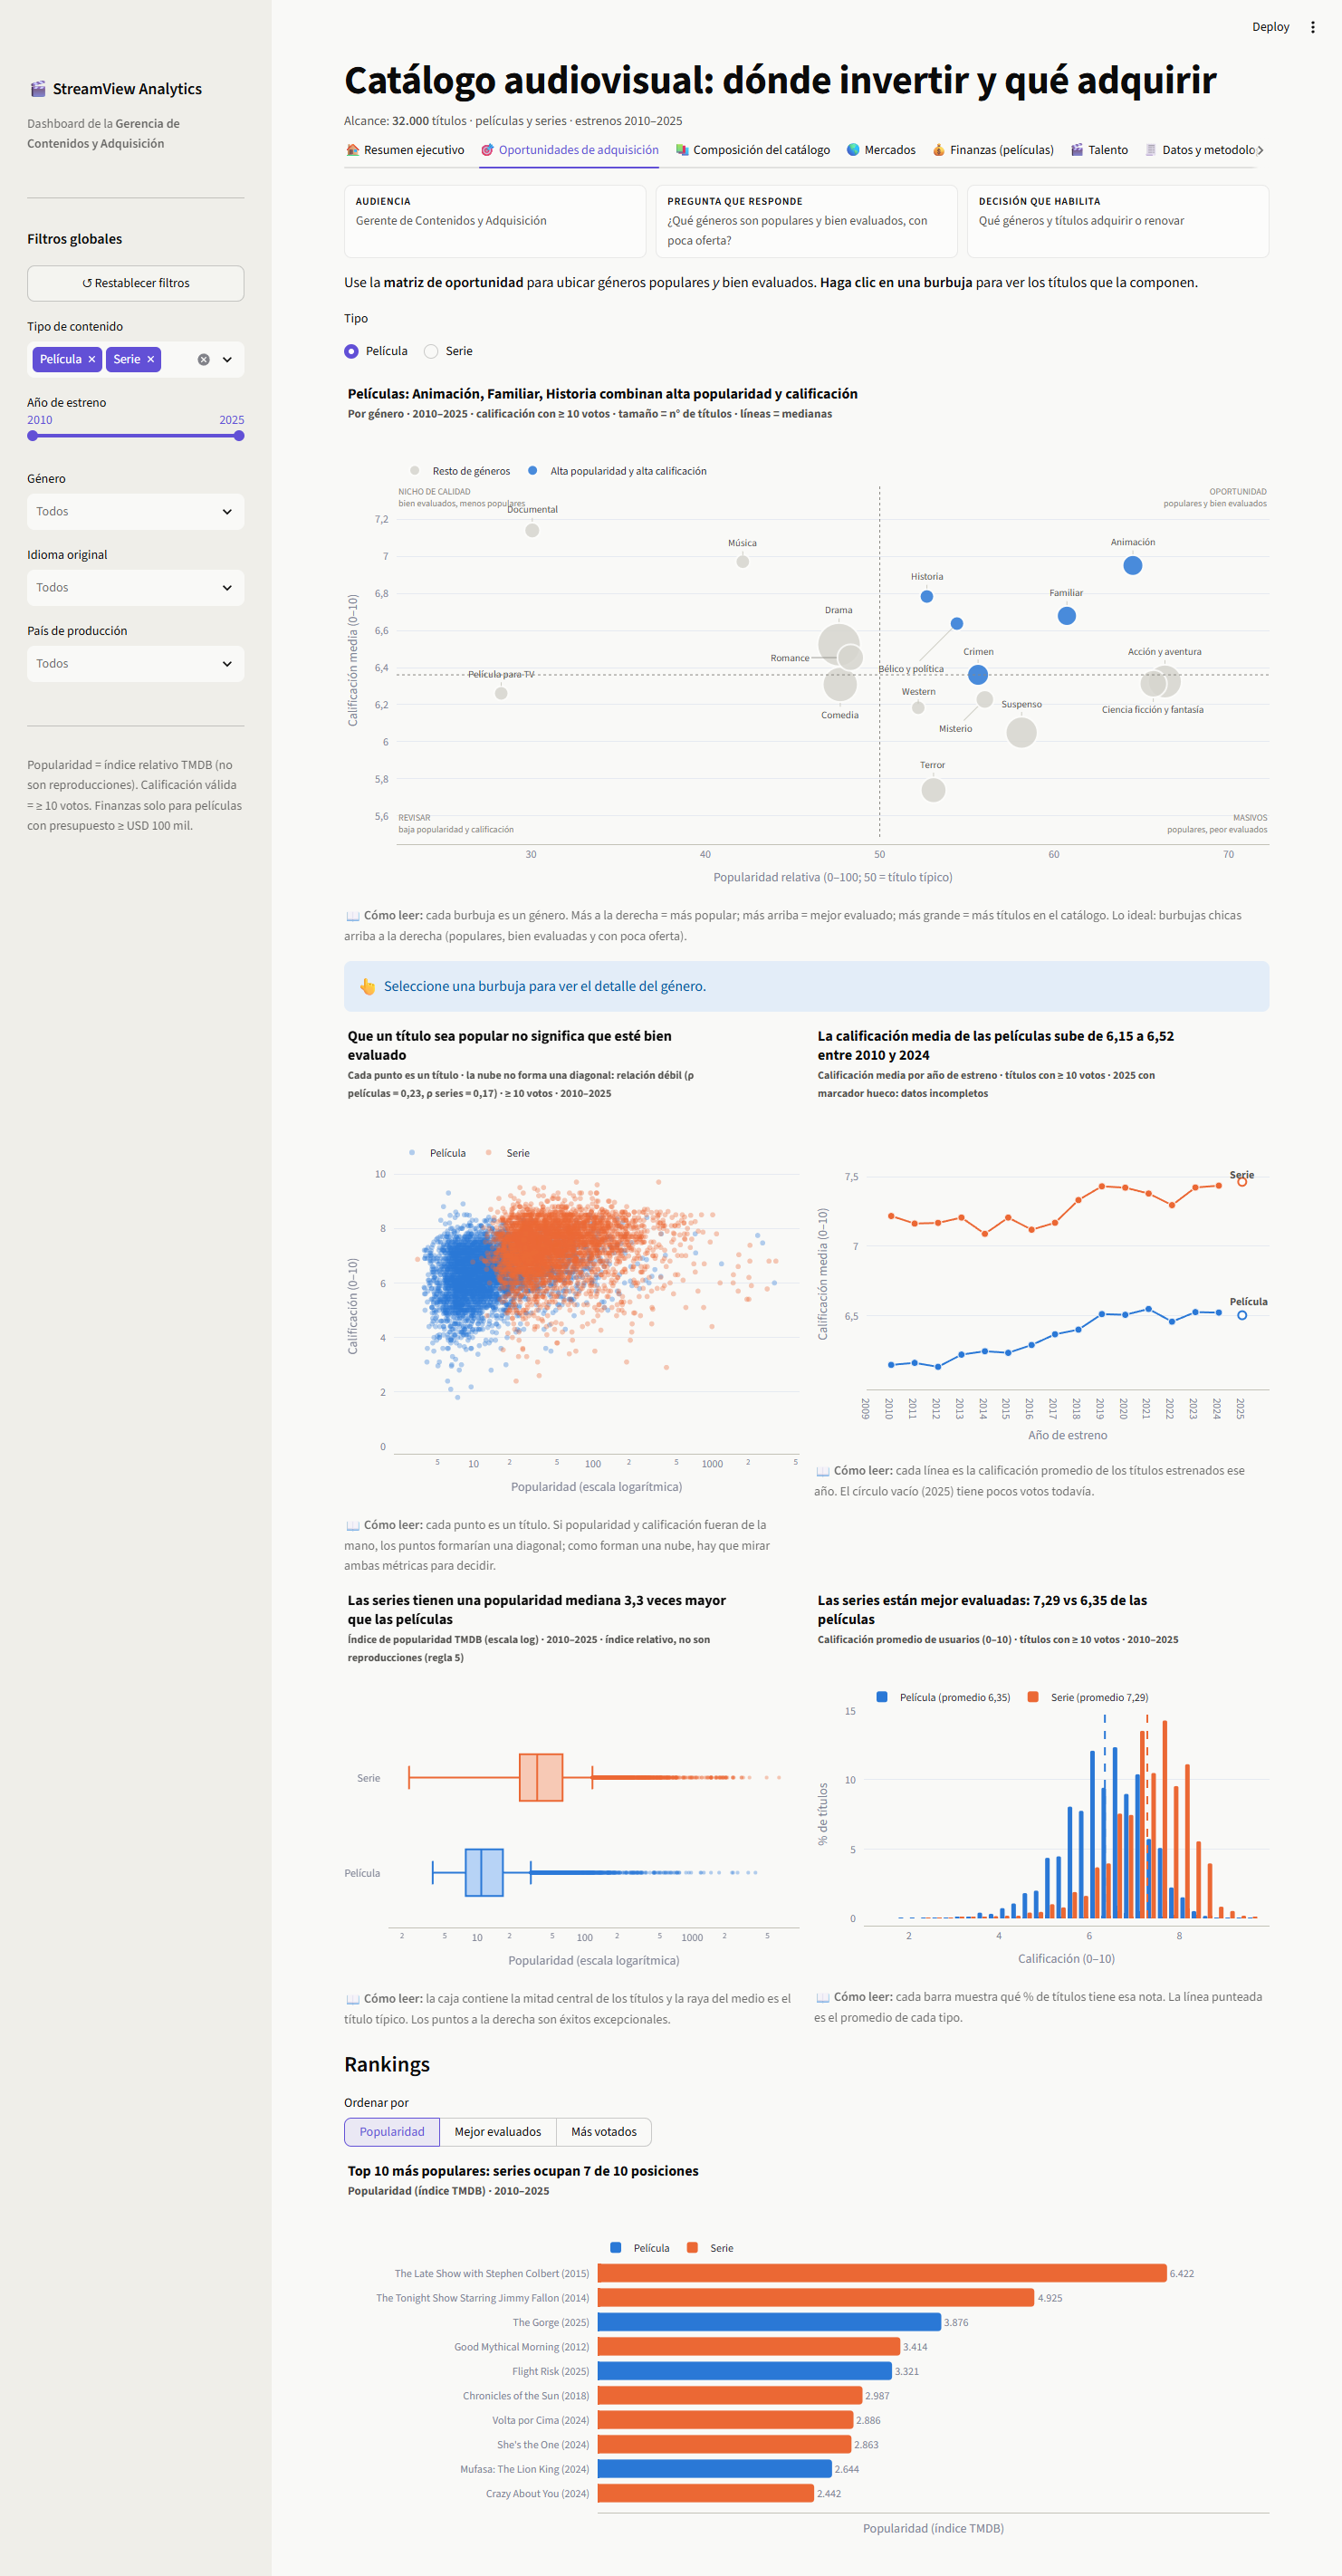 Deploy
StreamView Analytics
Dashboard de la Gerencia de
Contenidos y Adquisición
Filtros globales
↺ Restablecer filtros
Tipo de contenido
Película ×
Serie ×
Año de estreno
2010
2025
Género
Todos
Idioma original
Todos
País de producción
Todos
Popularidad = índice relativo TMDB (no
son reproducciones). Calificación válida
= ≥ 10 votos. Finanzas solo para películas
con presupuesto ≥ USD 100 mil.
Catálogo audiovisual: dónde invertir y qué adquirir
Alcance: 32.000 títulos · películas y series · estrenos 2010–2025
Resumen ejecutivo
Oportunidades de adquisición
Composición del catálogo
Mercados
Finanzas (películas)
Talento
Datos y metodolo
AUDIENCIA
Gerente de Contenidos y Adquisición
PREGUNTA QUE RESPONDE
¿Qué géneros son populares y bien evaluados, con
poca oferta?
DECISIÓN QUE HABILITA
Qué géneros y títulos adquirir o renovar
Use la matriz de oportunidad para ubicar géneros populares y bien evaluados. Haga clic en una burbuja para ver los títulos que la componen.
Tipo
Película
Serie
Películas: Animación, Familiar, Historia combinan alta popularidad y calificación
Por género · 2010–2025 · calificación con ≥ 10 votos · tamaño = n° de títulos · líneas = medianas
Resto de géneros
Alta popularidad y alta calificación
NICHO DE CALIDAD
bien evaluados, menos populares
OPORTUNIDAD
populares y bien evaluados
Documental
Música
Animación
Historia
Familiar
Drama
Romance
Bélico y política
Crimen
Acción y aventura
Película para TV
Western
Suspenso
Ciencia ficción y fantasía
Comedia
Misterio
Terror
REVISAR
baja popularidad y calificación
MASIVOS
populares, peor evaluados
7,2
7
6,8
6,6
6,4
6,2
6
5,8
5,6
Calificación media (0–10)
30
40
50
60
70
Popularidad relativa (0–100; 50 = título típico)
Cómo leer: cada burbuja es un género. Más a la derecha = más popular; más arriba = mejor evaluado; más grande = más títulos en el catálogo. Lo ideal: burbujas chicas
arriba a la derecha (populares, bien evaluadas y con poca oferta).
Seleccione una burbuja para ver el detalle del género.
Que un título sea popular no significa que esté bien
evaluado
Cada punto es un título · la nube no forma una diagonal: relación débil (ρ
películas = 0,23, ρ series = 0,17) · ≥ 10 votos · 2010–2025
Película
Serie
10
8
6
4
2
0
Calificación (0–10)
5
10
2
5
100
2
5
1000
2
5
Popularidad (escala logarítmica)
Cómo leer: cada punto es un título. Si popularidad y calificación fueran de la
mano, los puntos formarían una diagonal; como forman una nube, hay que mirar
ambas métricas para decidir.
La calificación media de las películas sube de 6,15 a 6,52
entre 2010 y 2024
Calificación media por año de estreno · títulos con ≥ 10 votos · 2025 con
marcador hueco: datos incompletos
7,5
7
6,5
Calificación media (0–10)
Serie
Película
2009
2010
2011
2012
2013
2014
2015
2016
2017
2018
2019
2020
2021
2022
2023
2024
2025
Año de estreno
Cómo leer: cada línea es la calificación promedio de los títulos estrenados ese
año. El círculo vacío (2025) tiene pocos votos todavía.
Las series tienen una popularidad mediana 3,3 veces mayor
que las películas
Índice de popularidad TMDB (escala log) · 2010–2025 · índice relativo, no son
reproducciones (regla 5)
Serie
Película
2
5
10
2
5
100
2
5
1000
2
5
Popularidad (escala logarítmica)
Cómo leer: la caja contiene la mitad central de los títulos y la raya del medio es el
título típico. Los puntos a la derecha son éxitos excepcionales.
Las series están mejor evaluadas: 7,29 vs 6,35 de las
películas
Calificación promedio de usuarios (0–10) · títulos con ≥ 10 votos · 2010–2025
Película (promedio 6,35)
Serie (promedio 7,29)
15
10
5
0
% de títulos
2
4
6
8
Calificación (0–10)
Cómo leer: cada barra muestra qué % de títulos tiene esa nota. La línea punteada
es el promedio de cada tipo.
Rankings
Ordenar por
Popularidad
Mejor evaluados
Más votados
Top 10 más populares: series ocupan 7 de 10 posiciones
Popularidad (índice TMDB) · 2010–2025
Película
Serie
The Late Show with Stephen Colbert (2015) 6.422
The Tonight Show Starring Jimmy Fallon (2014) 4.925
The Gorge (2025) 3.876
Good Mythical Morning (2012) 3.414
Flight Risk (2025) 3.321
Chronicles of the Sun (2018) 2.987
Volta por Cima (2024) 2.886
She's the One (2024) 2.863
Mufasa: The Lion King (2024) 2.644
Crazy About You (2024) 2.442
Popularidad (índice TMDB)